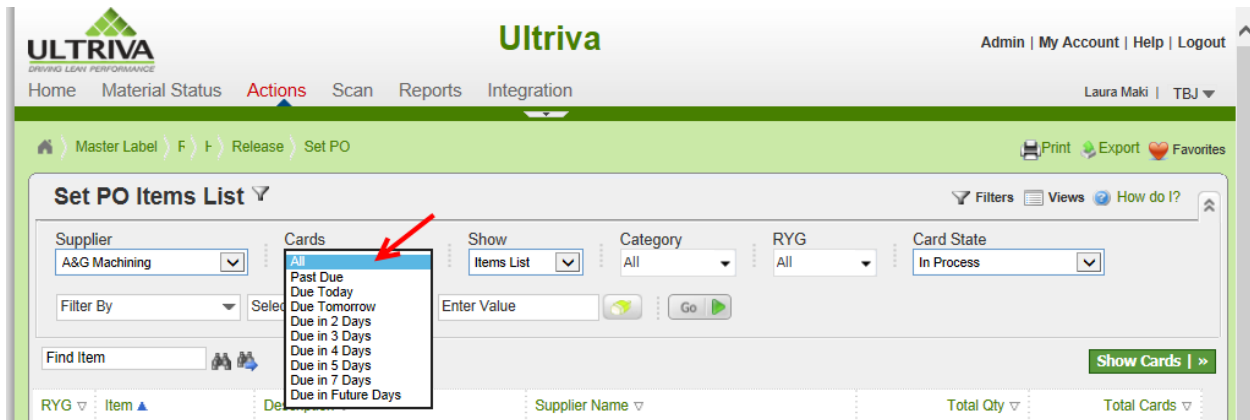 ULTRIVA
DRIVING LEAN PERFORMANCE
Ultriva
Admin | My Account | Help | Logout
Home Material Status Actions Scan Reports Integration
Laura Maki | TBJ
Master Label F H Release Set PO
Print Export Favorites
Set PO Items List
Filters Views How do I?
Supplier Cards Show Category RYG Card State
A&G Machining All Items List All All In Process
Past Due
Due Today
Due Tomorrow
Due in 2 Days
Due in 3 Days
Due in 4 Days
Due in 5 Days
Due in 7 Days
Due in Future Days
Filter By Enter Value Go
Find Item
Show Cards | »
RYG Item Supplier Name Total Qty Total Cards